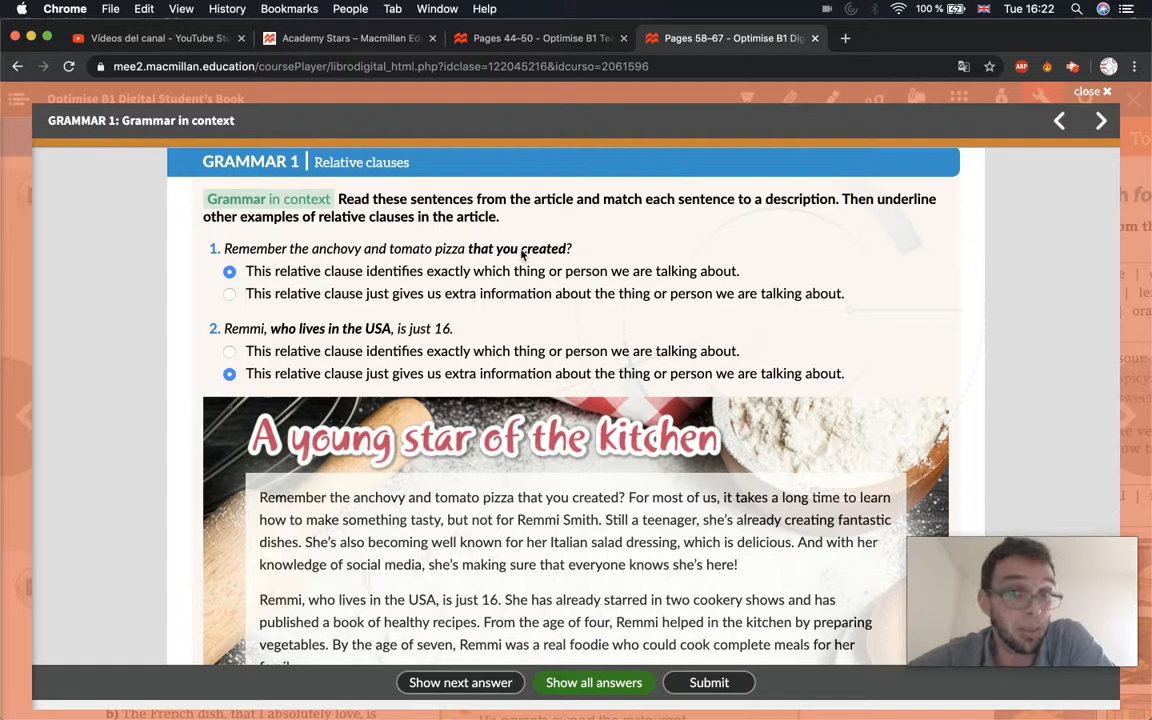 Chrome File Edit View History Bookmarks People Tab Window Help 100 % Tue 16:22
Vídeos del canal - YouTube St Academy Stars – Macmillan Ed Pages 44–50 - Optimise B1 Te Pages 58–67 - Optimise B1 Dig
mee2.macmillan.education/coursePlayer/librodigital_html.php?idclase=122045216&idcurso=2061596
ABP
close ×
Optimise B1 Digital Student's Book
GRAMMAR 1: Grammar in context
GRAMMAR 1 | Relative clauses
Grammar in context Read these sentences from the article and match each sentence to a description. Then underline
other examples of relative clauses in the article.
1. Remember the anchovy and tomato pizza that you created?
This relative clause identifies exactly which thing or person we are talking about.
This relative clause just gives us extra information about the thing or person we are talking about.
2. Remmi, who lives in the USA, is just 16.
This relative clause identifies exactly which thing or person we are talking about.
This relative clause just gives us extra information about the thing or person we are talking about.
A young star of the kitchen
Remember the anchovy and tomato pizza that you created? For most of us, it takes a long time to learn
how to make something tasty, but not for Remmi Smith. Still a teenager, she's already creating fantastic
dishes. She's also becoming well known for her Italian salad dressing, which is delicious. And with her
knowledge of social media, she's making sure that everyone knows she's here!
Remmi, who lives in the USA, is just 16. She has already starred in two cookery shows and has
published a book of healthy recipes. From the age of four, Remmi helped in the kitchen by preparing
vegetables. By the age of seven, Remmi was a real foodie who could cook complete meals for her
Show next answer Show all answers Submit
b) The French dish, that I absolutely love, is
His parents owned the restaurant